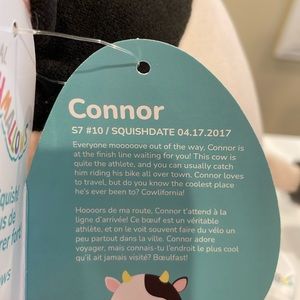 Connor
S7 #10 / SQUISHDATE 04.17.2017
Everyone mooooove out of the way, Connor is
at the finish line waiting for you! This cow is
quite the athlete, and you can usually catch
him riding his bike all over town. Connor loves
to travel, but do you know the coolest place
he's ever been to? Cowlifornia!
Hoooors de ma route, Connor t'attend à la
ligne d'arrivée! Ce bœuf est un véritable
athlète, et on le voit souvent faire du vélo un
peu partout dans la ville. Connor adore
voyager, mais connais-tu l'endroit le plus cool
qu'il ait jamais visité? Bœulfast!